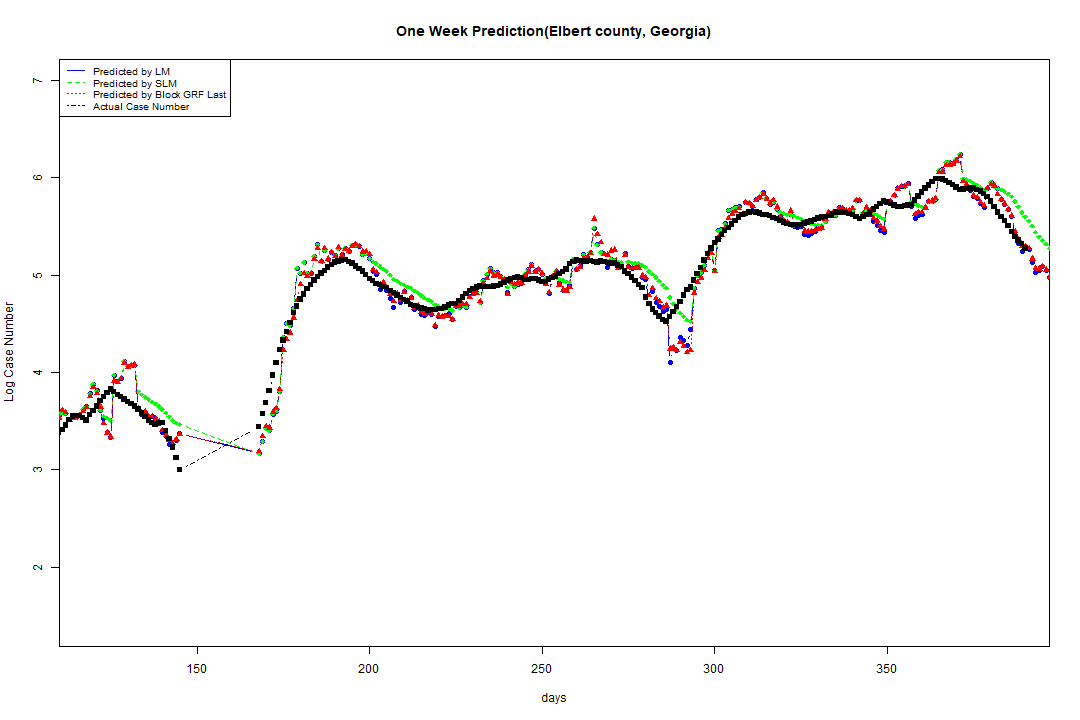 One Week Prediction(Elbert county, Georgia)
Predicted by LM
Predicted by SLM
Predicted by Block GRF Last
Actual Case Number
7
6
5
4
3
2
Log Case Number
150 200 250 300 350
days